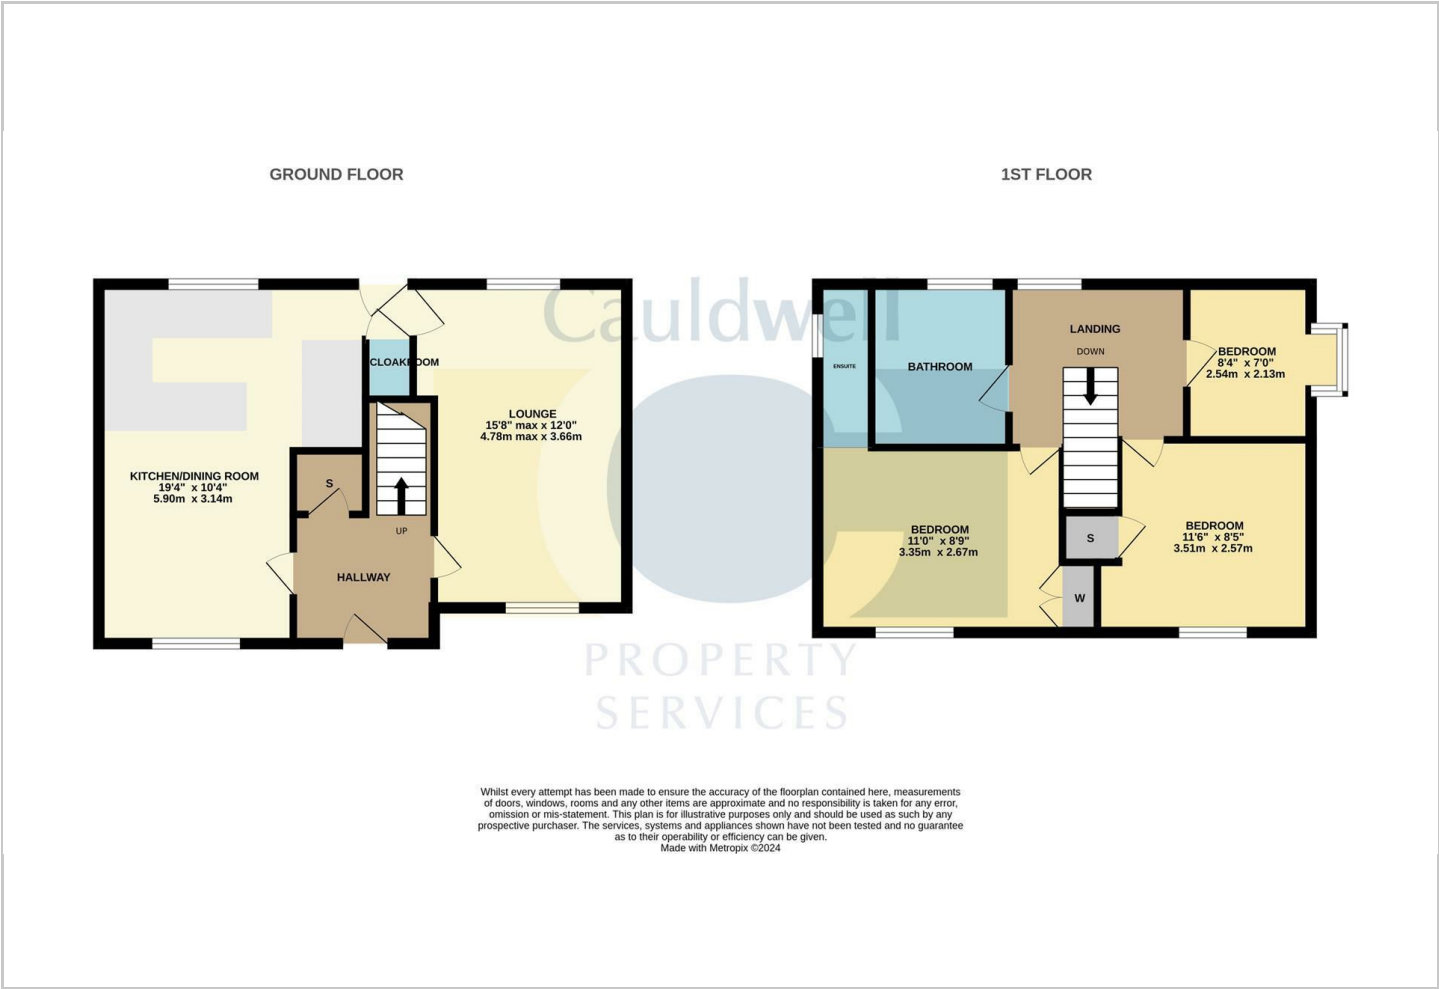 GROUND FLOOR
1ST FLOOR
Cauldwell
PROPERTY
SERVICES
CLOAKROOM
LOUNGE
15'8" max x 12'0"
4.78m max x 3.66m
KITCHEN/DINING ROOM
19'4" x 10'4"
5.90m x 3.14m
S
UP
HALLWAY
ENSUITE
BATHROOM
LANDING
DOWN
BEDROOM
8'4" x 7'0"
2.54m x 2.13m
BEDROOM
11'0" x 8'9"
3.35m x 2.67m
S
W
BEDROOM
11'6" x 8'5"
3.51m x 2.57m
Whilst every attempt has been made to ensure the accuracy of the floorplan contained here, measurements
of doors, windows, rooms and any other items are approximate and no responsibility is taken for any error,
omission or mis-statement. This plan is for illustrative purposes only and should be used as such by any
prospective purchaser. The services, systems and appliances shown have not been tested and no guarantee
as to their operability or efficiency can be given.
Made with Metropix ©2024